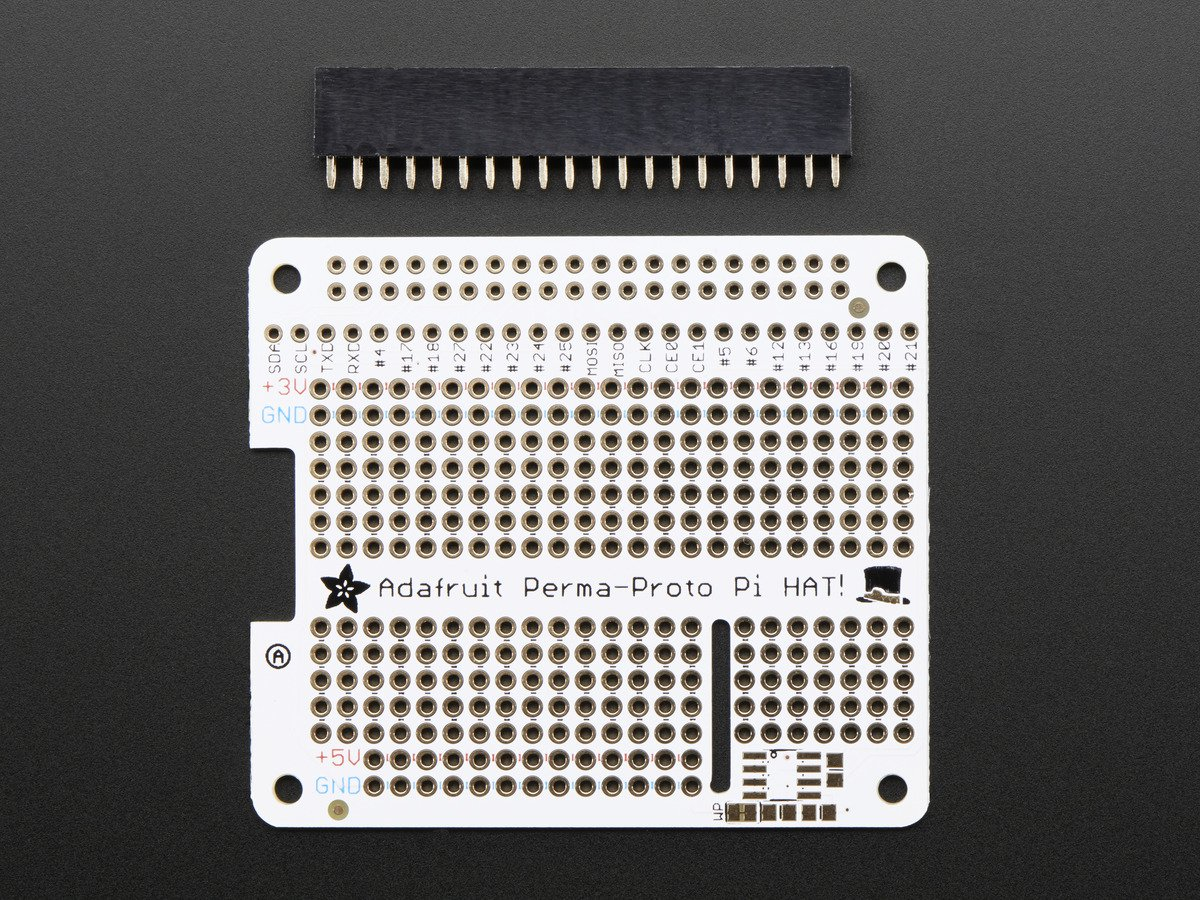 SDA SCL TXD RXD #4 #17 #18 #27 #22 #23 #24 #25 MOSI MISO CLK CE0 CE1 #5 #6 #12 #13 #16 #19 #20 #21
+3V
GND
Adafruit Perma-Proto Pi HAT!
A
+5V
GND
WP